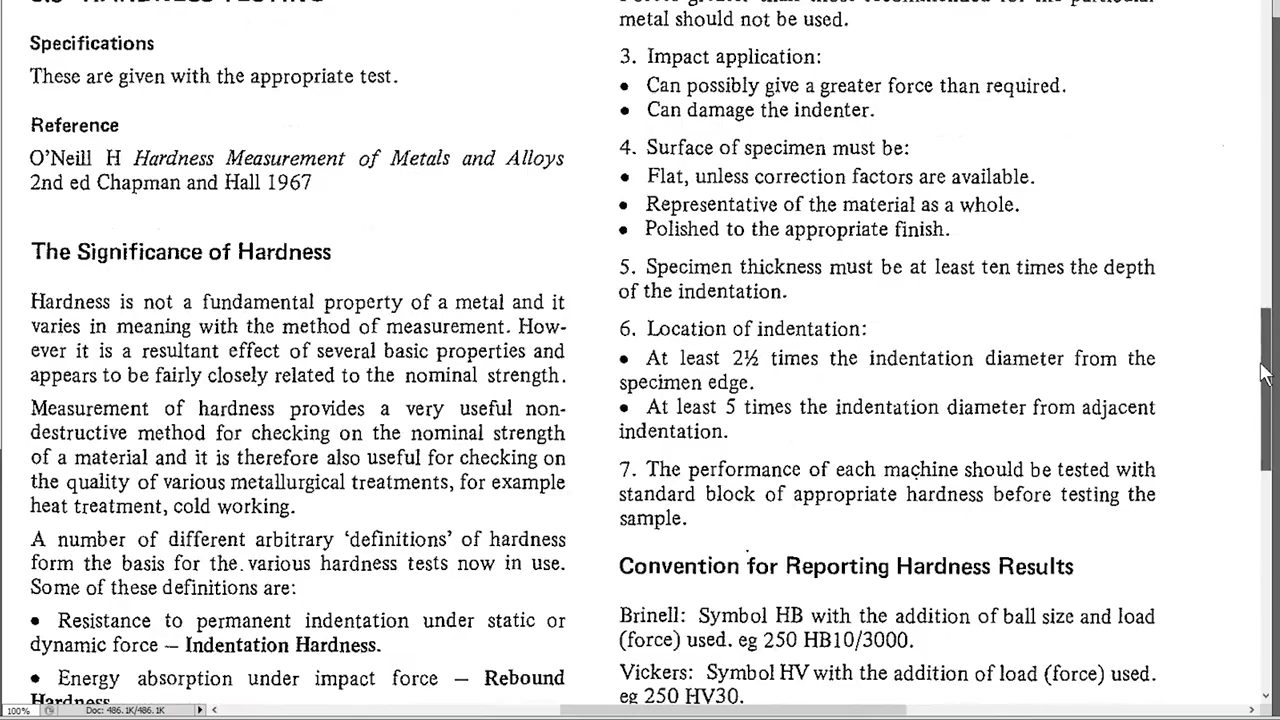 HARDNESS TESTING
Specifications
These are given with the appropriate test.
Reference
O'Neill H Hardness Measurement of Metals and Alloys
2nd ed Chapman and Hall 1967
The Significance of Hardness
Hardness is not a fundamental property of a metal and it
varies in meaning with the method of measurement. How-
ever it is a resultant effect of several basic properties and
appears to be fairly closely related to the nominal strength.
Measurement of hardness provides a very useful non-
destructive method for checking on the nominal strength
of a material and it is therefore also useful for checking on
the quality of various metallurgical treatments, for example
heat treatment, cold working.
A number of different arbitrary ‘definitions’ of hardness
form the basis for the various hardness tests now in use.
Some of these definitions are:
• Resistance to permanent indentation under static or
dynamic force — Indentation Hardness.
• Energy absorption under impact force — Rebound
Hardness
metal should not be used.
3. Impact application:
• Can possibly give a greater force than required.
• Can damage the indenter.
4. Surface of specimen must be:
• Flat, unless correction factors are available.
• Representative of the material as a whole.
• Polished to the appropriate finish.
5. Specimen thickness must be at least ten times the depth
of the indentation.
6. Location of indentation:
• At least 2½ times the indentation diameter from the
specimen edge.
• At least 5 times the indentation diameter from adjacent
indentation.
7. The performance of each machine should be tested with
standard block of appropriate hardness before testing the
sample.
Convention for Reporting Hardness Results
Brinell: Symbol HB with the addition of ball size and load
(force) used. eg 250 HB10/3000.
Vickers: Symbol HV with the addition of load (force) used.
eg 250 HV30.
100% Doc: 486.1K/486.1K